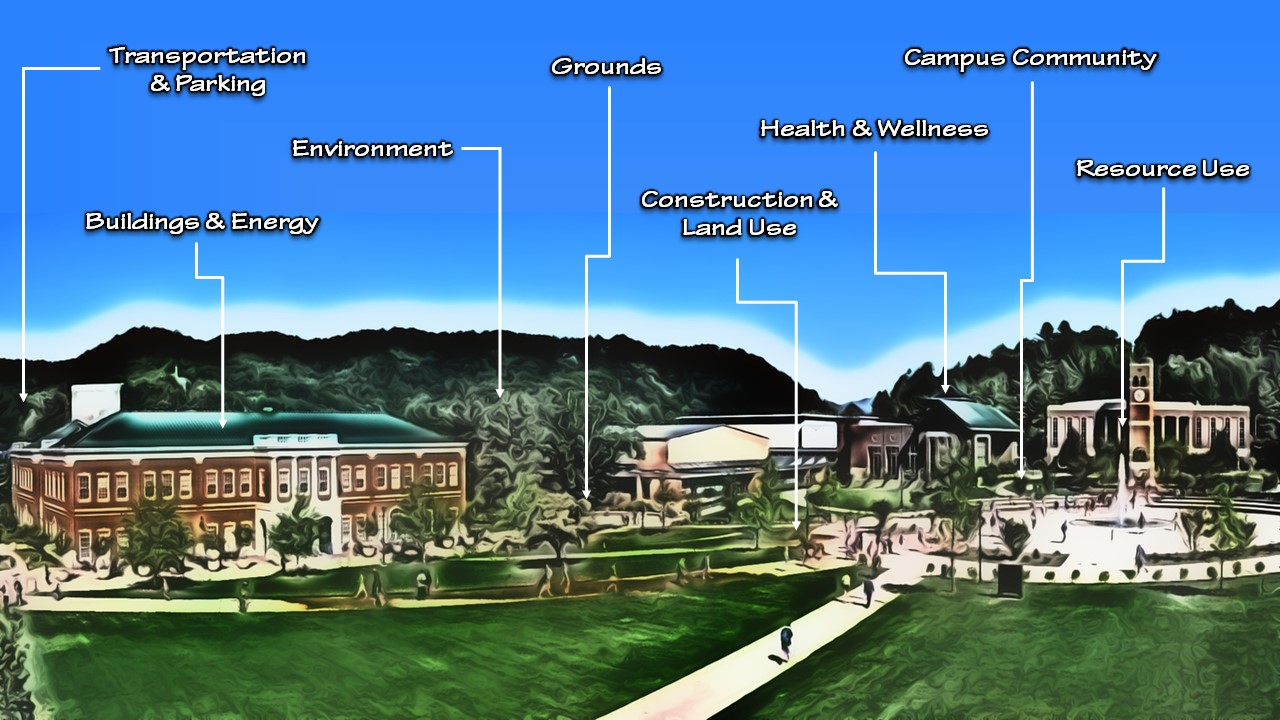 Transportation
& Parking
Grounds
Campus Community
Health & Wellness
Environment
Resource Use
Construction &
Land Use
Buildings & Energy